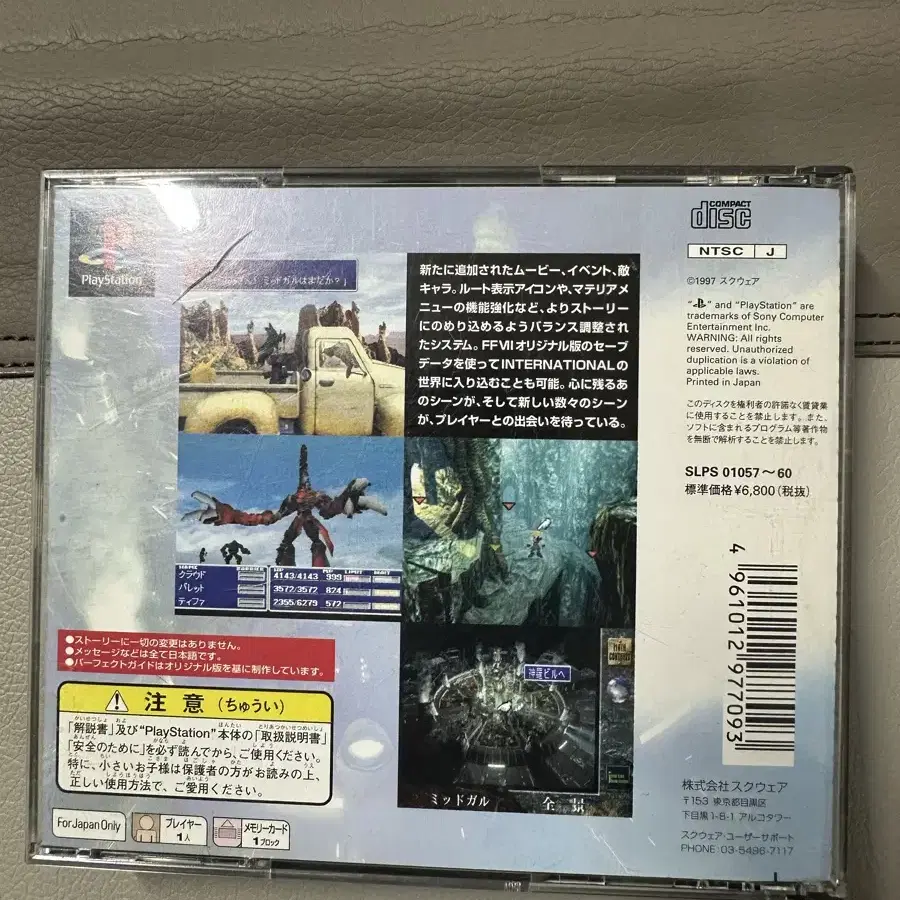 PlayStation
ミッドガルはまだか?」
新たに追加されたムービー、イベント、敵
キャラ。ルート表示アイコンや、マテリアメ
ニューの機能強化など、よりストーリー
にのめり込めるようバランス調整され
たシステム。FFVIIオリジナル版のセーブ
データを使ってINTERNATIONALの
世界に入り込むことも可能。心に残るあ
のシーンが、そして新しい数々のシーン
が、プレイヤーとの出会いを待っている。
COMPACT
disc
NTSC J
©1997 スクウェア
" " and "PlayStation" are
trademarks of Sony Computer
Entertainment Inc.
WARNING: All rights
reserved. Unauthorized
duplication is a violation of
applicable laws.
Printed in Japan
このディスクを権利者の許諾なく賃貸業
に使用することを禁止します。また、
ソフトに含まれるプログラム等著作物
を無断で解析することを禁止します。
SLPS 01057〜60
標準価格¥6,800(税抜)
4 961012 977093
NAME HP MP LIMIT WAIT
クラウド 4143/4143 999
バレット 3572/3572 824
ティファ 2355/6279 572
●ストーリーに一切の変更はありません。
●メッセージなどは全て日本語です。
●パーフェクトガイドはオリジナル版を基に制作しています。
注意(ちゅうい)
「解説書」及び"PlayStation"本体の「取扱説明書」
「安全のために」を必ず読んでから、ご使用ください。
特に、小さいお子様は保護者の方がお読みの上、
正しい使用方法で、ご愛用ください。
神羅ビルへ
ミッドガル 全景
For Japan Only
プレイヤー
1人
メモリーカード
1ブロック
株式会社スクウェア
〒153 東京都目黒区
下目黒1-8-1 アルコタワー
スクウェア・ユーザーサポート
PHONE:03-5496-7117